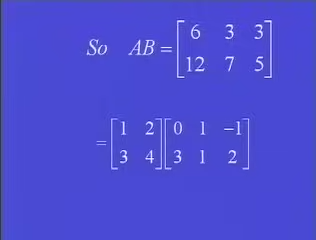 So AB = [6 3 3
12 7 5]
= [1 2 [0 1 −1
3 4] 3 1 2]